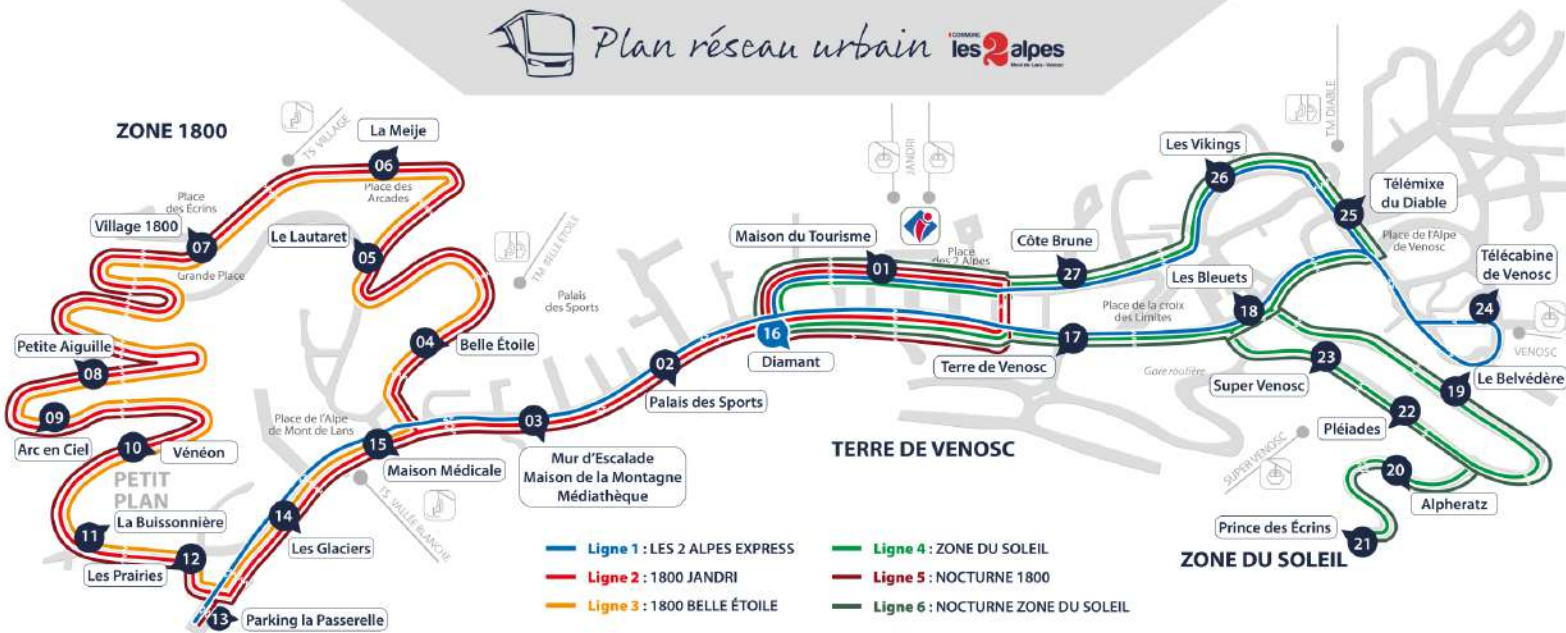 Plan réseau urbain
COMMUNE
les 2 alpes
Mont de Lans - Venosc
ZONE 1800
TS VILLAGE
La Meije
06
Place des
Arcades
Place
des Écrins
Village 1800
07
Grande Place
Le Lautaret
05
TM BELLE ÉTOILE
Palais
des Sports
04
Belle Étoile
Petite Aiguille
08
09
Arc en Ciel
10
Vénéon
PETIT
PLAN
11
La Buissonnière
12
Les Prairies
13
Parking la Passerelle
14
Les Glaciers
Place de l'Alpe
de Mont de Lans
15
Maison Médicale
TS VALLÉE BLANCHE
03
Mur d'Escalade
Maison de la Montagne
Médiathèque
02
Palais des Sports
JANDRI
Maison du Tourisme
01
Place
des 2 Alpes
16
Diamant
Côte Brune
27
Terre de Venosc
17
Place de la croix
des Limites
Gare routière
TERRE DE VENOSC
Les Vikings
26
TM DIABLE
Télémixe
du Diable
25
Place de l'Alpe
de Venosc
Les Bleuets
18
Télécabine
de Venosc
24
VENOSC
Super Venosc
23
Le Belvédère
19
Pléiades
22
SUPER VENOSC
20
Alpheratz
Prince des Écrins
21
ZONE DU SOLEIL
Ligne 1 : LES 2 ALPES EXPRESS
Ligne 2 : 1800 JANDRI
Ligne 3 : 1800 BELLE ÉTOILE
Ligne 4 : ZONE DU SOLEIL
Ligne 5 : NOCTURNE 1800
Ligne 6 : NOCTURNE ZONE DU SOLEIL